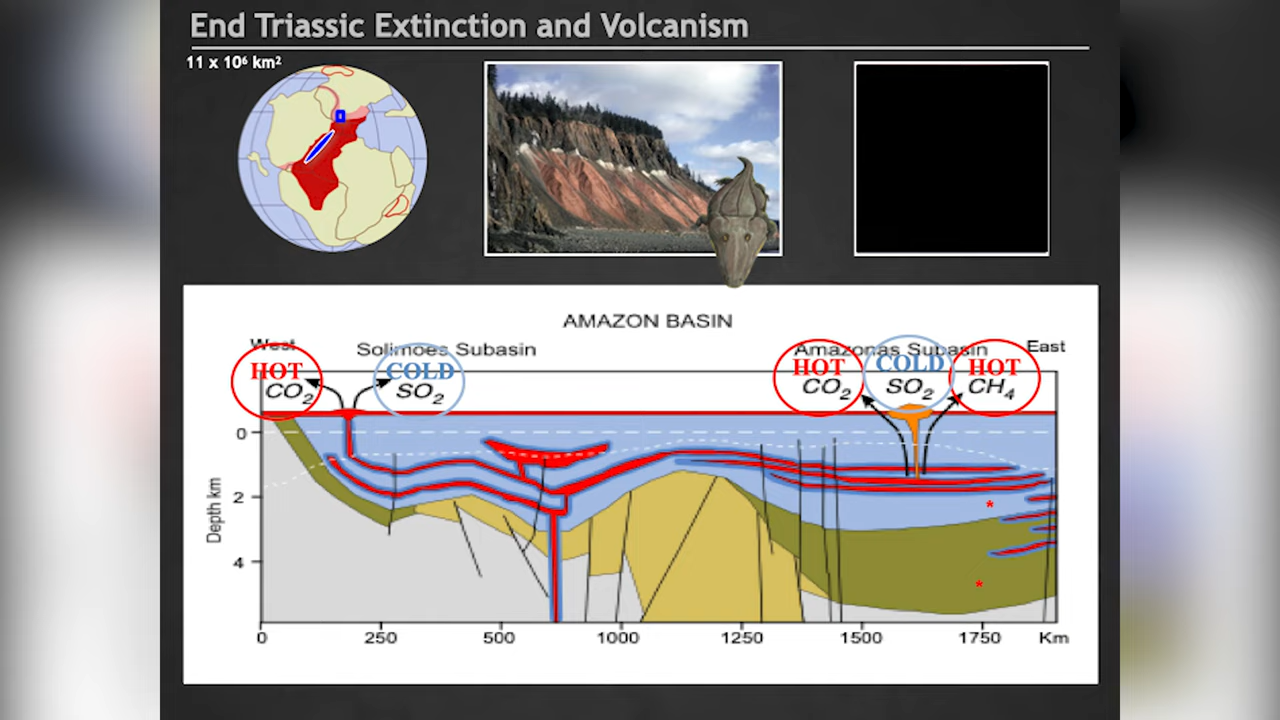 End Triassic Extinction and Volcanism
11 x 10⁶ km²
AMAZON BASIN
West
Solimoes Subasin
Amazonas Subasin
East
HOT
CO₂
COLD
SO₂
HOT
CO₂
COLD
SO₂
HOT
CH₄
Depth km
0
2
4
0 250 500 1000 1250 1500 1750 Km